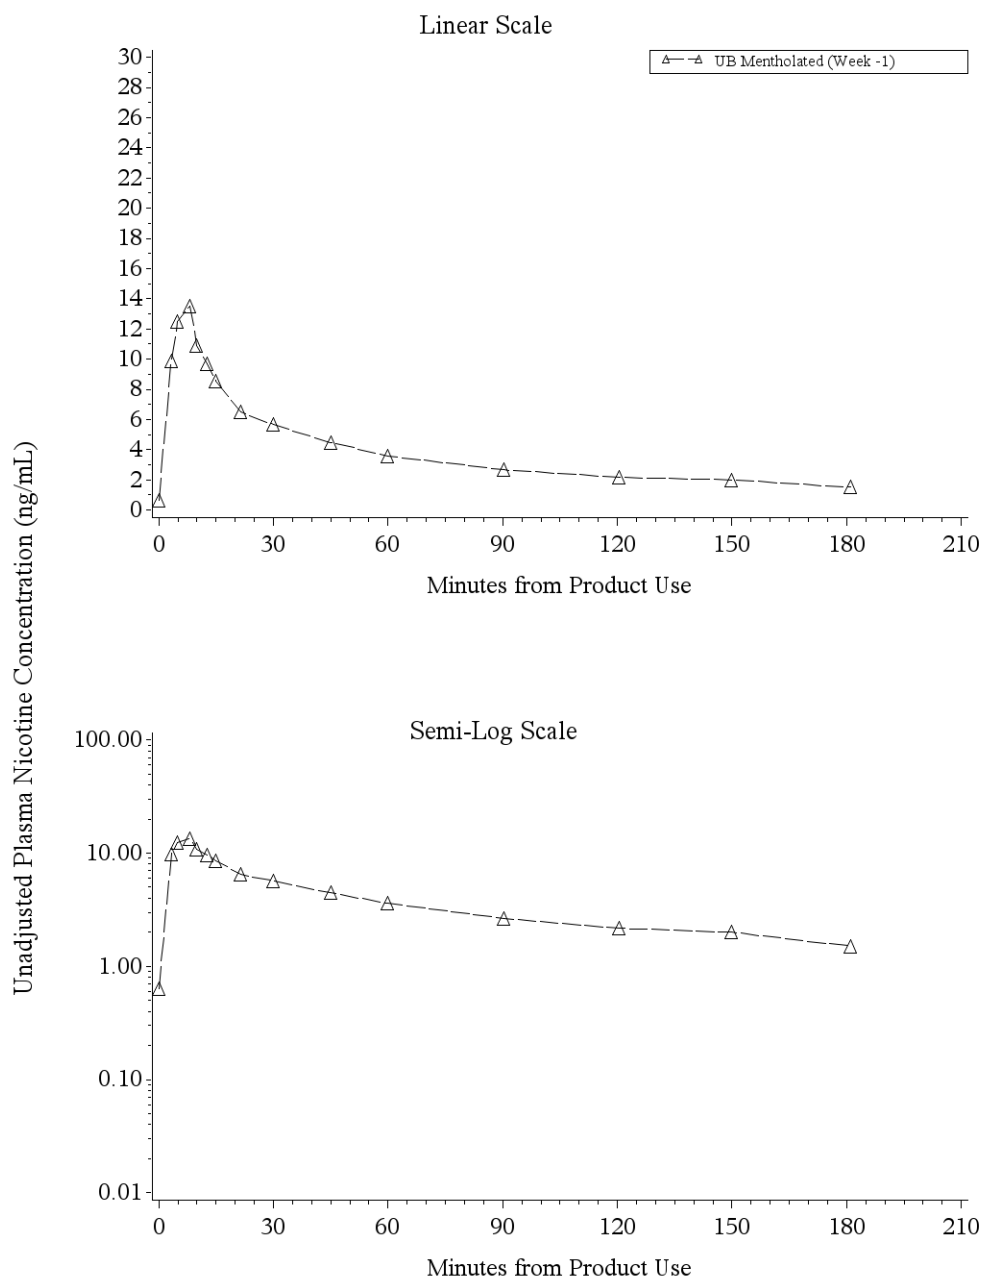 Linear Scale
UB Mentholated (Week -1)
30
28
26
24
22
20
18
16
14
12
10
8
6
4
2
0
0 30 60 90 120 150 180 210
Minutes from Product Use
Unadjusted Plasma Nicotine Concentration (ng/mL)
Semi-Log Scale
100.00
10.00
1.00
0.10
0.01
0 30 60 90 120 150 180 210
Minutes from Product Use